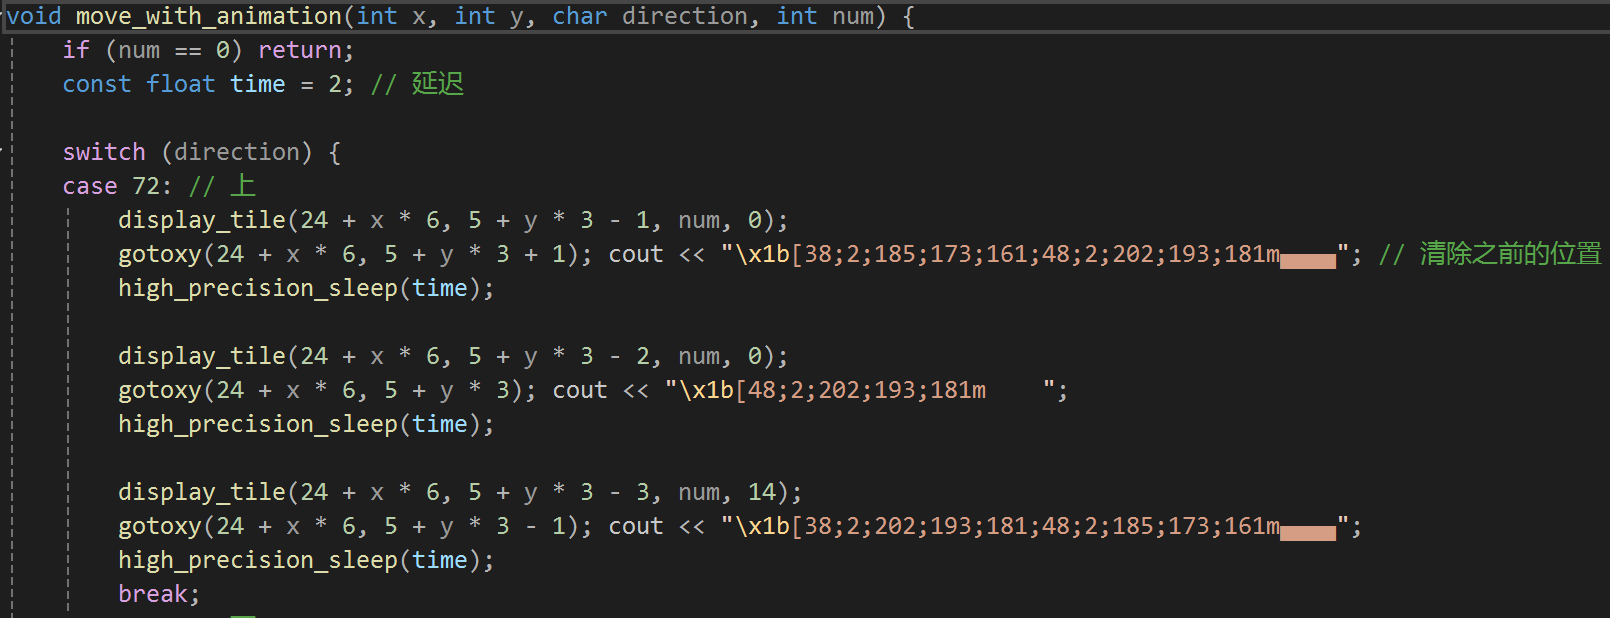 void move_with_animation(int x, int y, char direction, int num) {
    if (num == 0) return;
    const float time = 2; // 延迟
    switch (direction) {
    case 72: // 上
        display_tile(24 + x * 6, 5 + y * 3 - 1, num, 0);
        gotoxy(24 + x * 6, 5 + y * 3 + 1); cout << "\x1b[38;2;185;173;161;48;2;202;193;181m▄▄▄▄"; // 清除之前的位置
        high_precision_sleep(time);
        display_tile(24 + x * 6, 5 + y * 3 - 2, num, 0);
        gotoxy(24 + x * 6, 5 + y * 3); cout << "\x1b[48;2;202;193;181m    ";
        high_precision_sleep(time);
        display_tile(24 + x * 6, 5 + y * 3 - 3, num, 14);
        gotoxy(24 + x * 6, 5 + y * 3 - 1); cout << "\x1b[38;2;202;193;181;48;2;185;173;161m▄▄▄▄";
        high_precision_sleep(time);
        break;